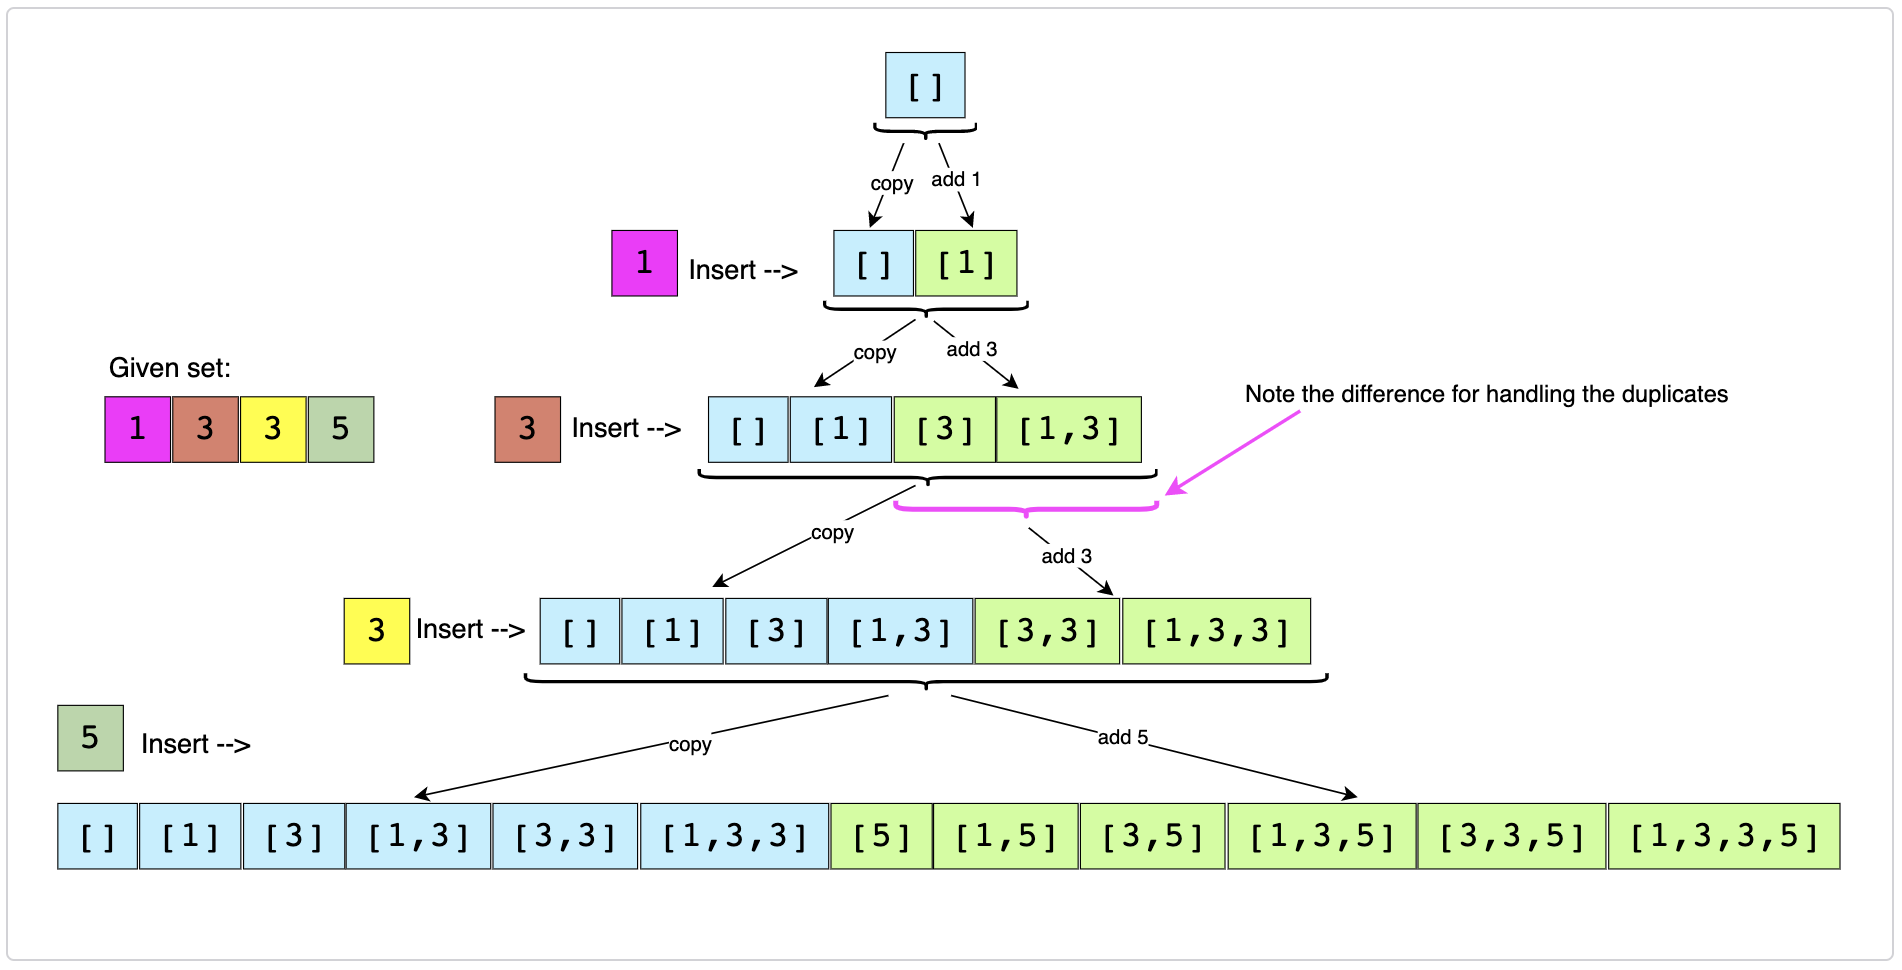 []
copy add 1
1 Insert --> [] [1]
copy add 3
Given set:
1 3 3 5
3 Insert --> [] [1] [3] [1,3]
Note the difference for handling the duplicates
copy
add 3
3 Insert --> [] [1] [3] [1,3] [3,3] [1,3,3]
5 Insert -->
copy add 5
[] [1] [3] [1,3] [3,3] [1,3,3] [5] [1,5] [3,5] [1,3,5] [3,3,5] [1,3,3,5]